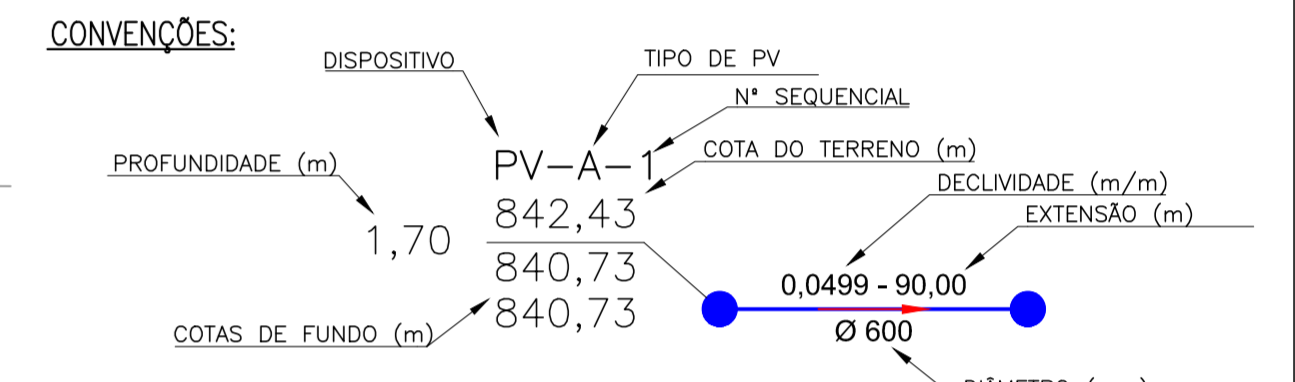 CONVENÇÕES:
DISPOSITIVO
TIPO DE PV
Nº SEQUENCIAL
PV-A-1
COTA DO TERRENO (m)
PROFUNDIDADE (m)
DECLIVIDADE (m/m)
842,43
EXTENSÃO (m)
1,70
840,73
0,0499 - 90,00
840,73
COTAS DE FUNDO (m)
Ø 600
DIÂMETRO